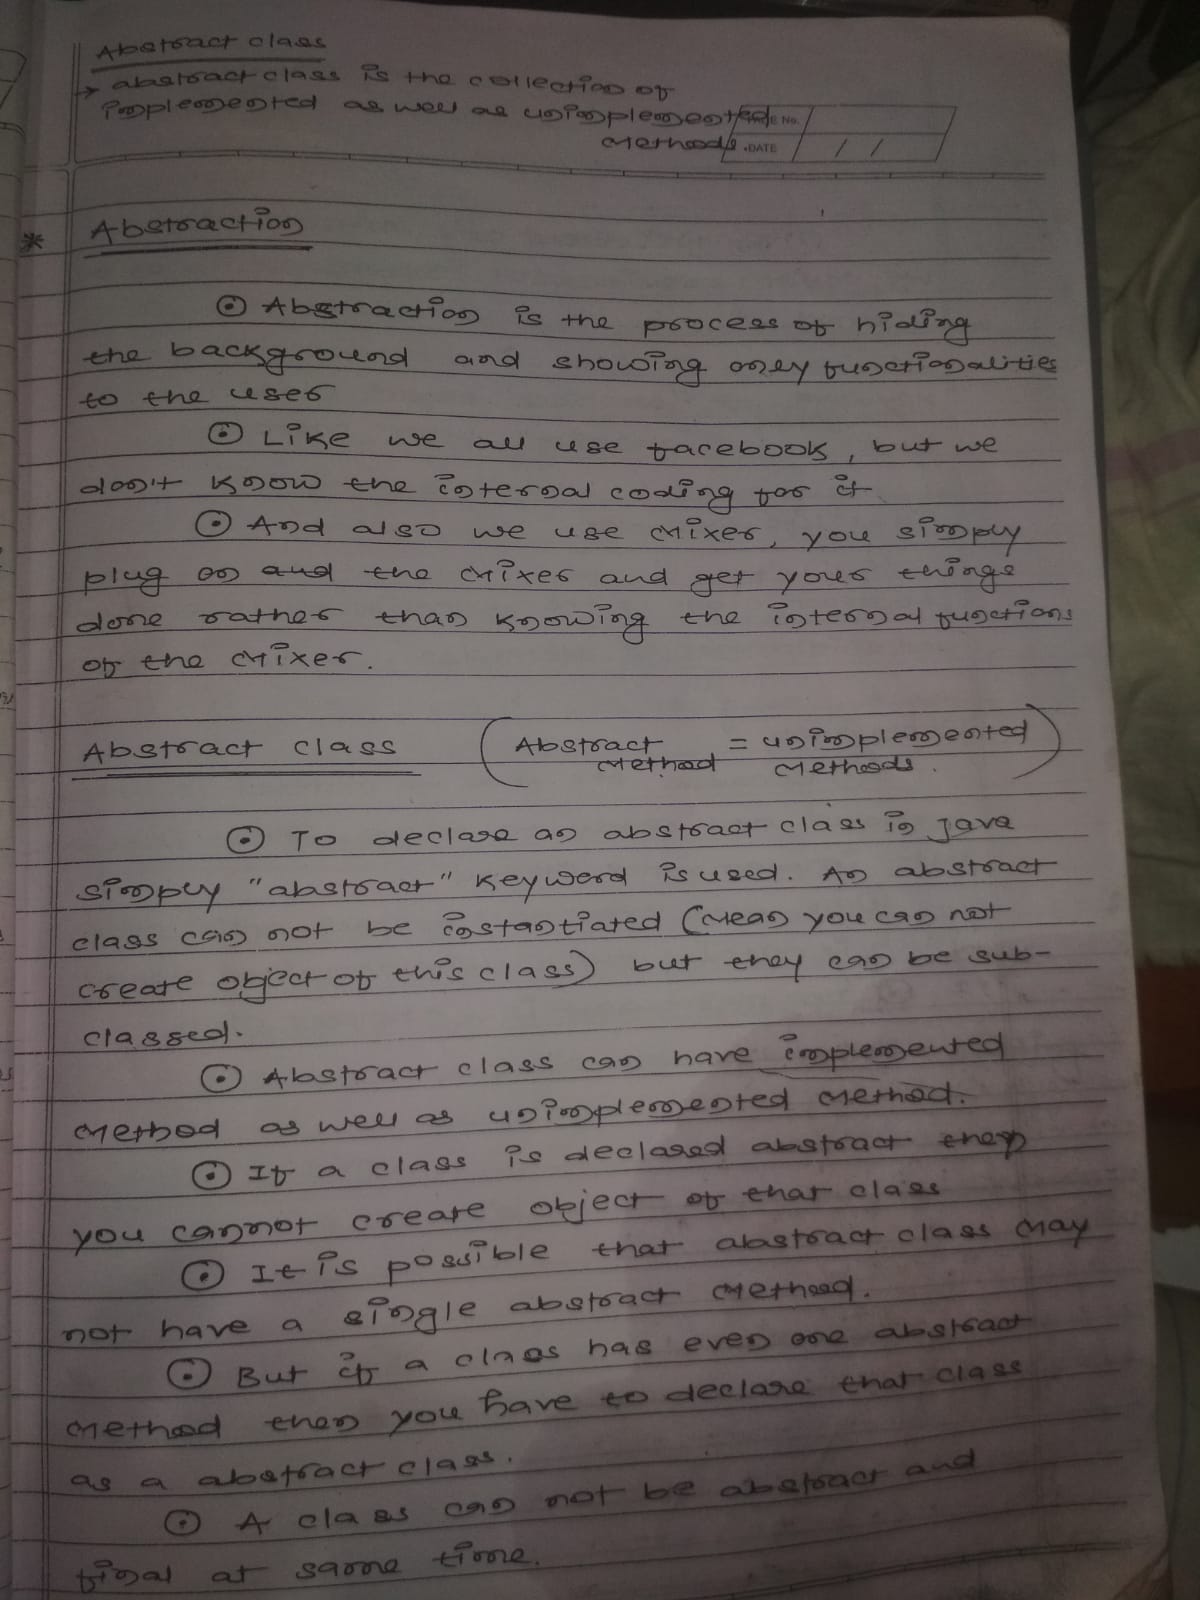 Abstract class
→ abstract class is the collection of
implemented as well as unimplemented
methods
PAGE No.
DATE / /
* Abstraction
⊙ Abstraction is the process of hiding
the background and showing only functionalities
to the user
⊙ Like we all use facebook, but we
don't know the internal coding for it
⊙ And also we use mixer, you simply
plug on and the mixer and get your things
done rather than knowing the internal functions
of the mixer.
Abstract class (Abstract method = unimplemented methods.)
⊙ To declare an abstract class in java
simply "abstract" keyword is used. An abstract
class can not be instantiated (mean you can not
create object of this class) but they can be sub-
classed.
⊙ Abstract class can have implemented
method as well as unimplemented method.
⊙ If a class is declared abstract then
you cannot create object of that class
⊙ It is possible that abstract class may
not have a single abstract method.
⊙ But if a class has even one abstract
method then you have to declare that class
as a abstract class.
⊙ A class can not be abstract and
final at same time.